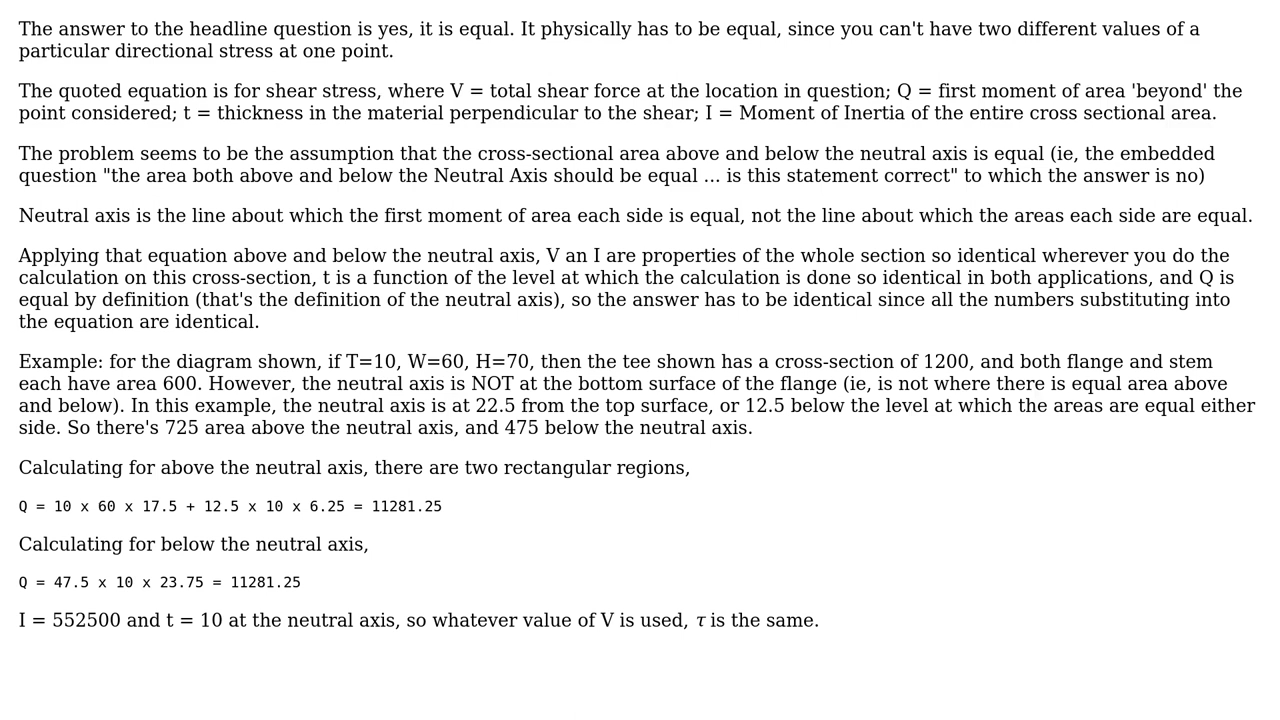 The answer to the headline question is yes, it is equal. It physically has to be equal, since you can't have two different values of a
particular directional stress at one point.
The quoted equation is for shear stress, where V = total shear force at the location in question; Q = first moment of area 'beyond' the
point considered; t = thickness in the material perpendicular to the shear; I = Moment of Inertia of the entire cross sectional area.
The problem seems to be the assumption that the cross-sectional area above and below the neutral axis is equal (ie, the embedded
question "the area both above and below the Neutral Axis should be equal ... is this statement correct" to which the answer is no)
Neutral axis is the line about which the first moment of area each side is equal, not the line about which the areas each side are equal.
Applying that equation above and below the neutral axis, V an I are properties of the whole section so identical wherever you do the
calculation on this cross-section, t is a function of the level at which the calculation is done so identical in both applications, and Q is
equal by definition (that's the definition of the neutral axis), so the answer has to be identical since all the numbers substituting into
the equation are identical.
Example: for the diagram shown, if T=10, W=60, H=70, then the tee shown has a cross-section of 1200, and both flange and stem
each have area 600. However, the neutral axis is NOT at the bottom surface of the flange (ie, is not where there is equal area above
and below). In this example, the neutral axis is at 22.5 from the top surface, or 12.5 below the level at which the areas are equal either
side. So there's 725 area above the neutral axis, and 475 below the neutral axis.
Calculating for above the neutral axis, there are two rectangular regions,
Q = 10 x 60 x 17.5 + 12.5 x 10 x 6.25 = 11281.25
Calculating for below the neutral axis,
Q = 47.5 x 10 x 23.75 = 11281.25
I = 552500 and t = 10 at the neutral axis, so whatever value of V is used, τ is the same.